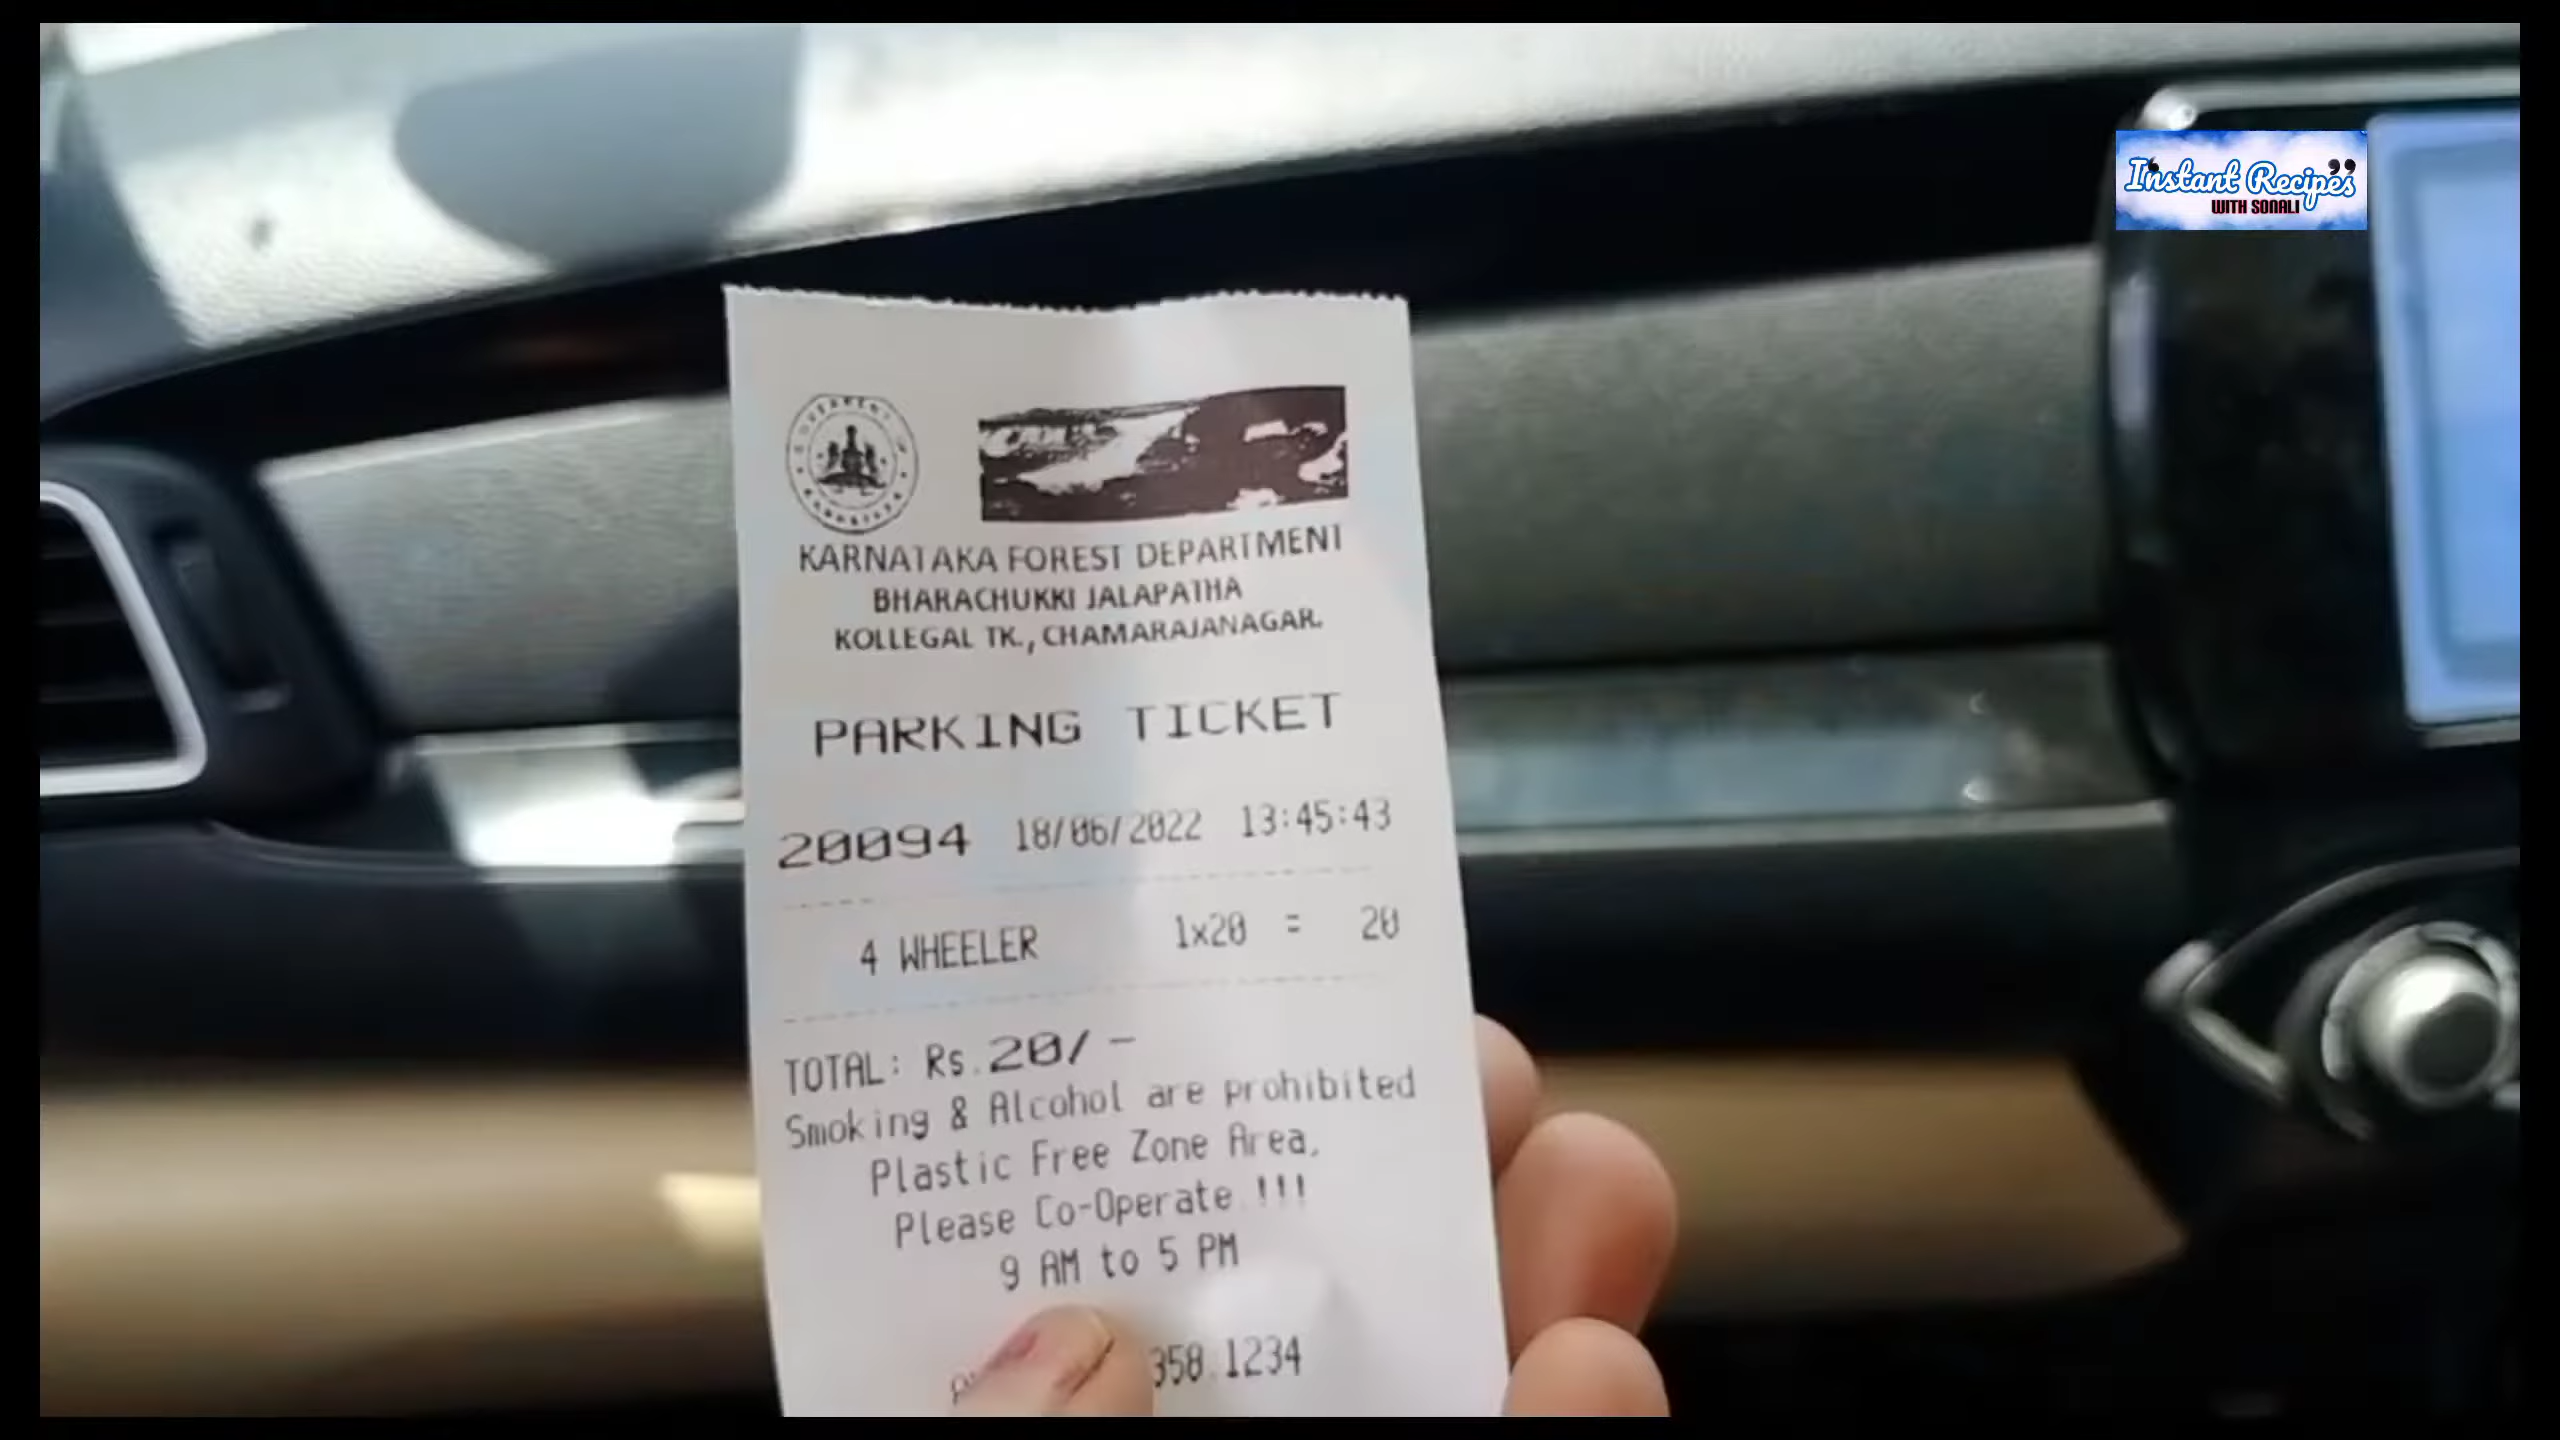 Instant Recipes”
WITH SONALI
KARNATAKA FOREST DEPARTMENT
BHARACHUKKI JALAPATHA
KOLLEGAL TK., CHAMARAJANAGAR.
PARKING TICKET
20094 18/06/2022 13:45:43
4 WHEELER 1x20 = 20
TOTAL: Rs.20/-
Smoking & Alcohol are prohibited
Plastic Free Zone Area,
Please Co-Operate.!!!
9 AM to 5 PM
358.1234